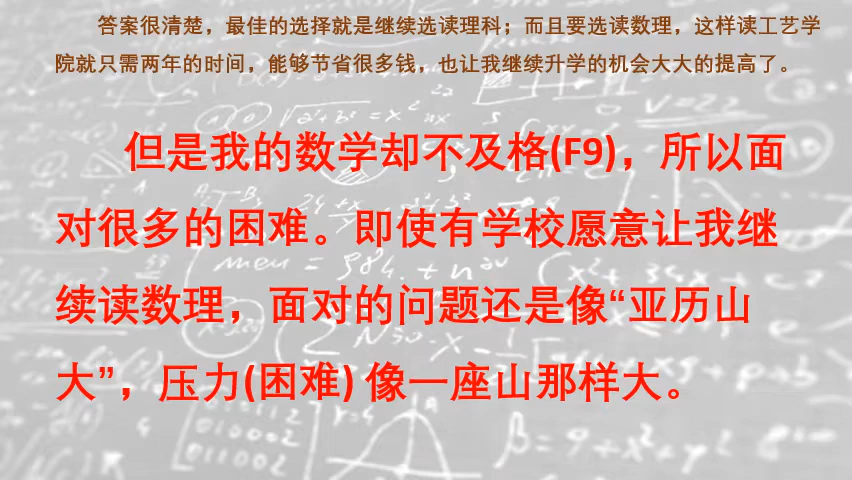 答案很清楚，最佳的选择就是继续选读理科；而且要选读数理，这样读工艺学
院就只需两年的时间，能够节省很多钱，也让我继续升学的机会大大的提高了。
但是我的数学却不及格(F9)，所以面
对很多的困难。即使有学校愿意让我继
续读数理，面对的问题还是像“亚历山
大”，压力(困难) 像一座山那样大。